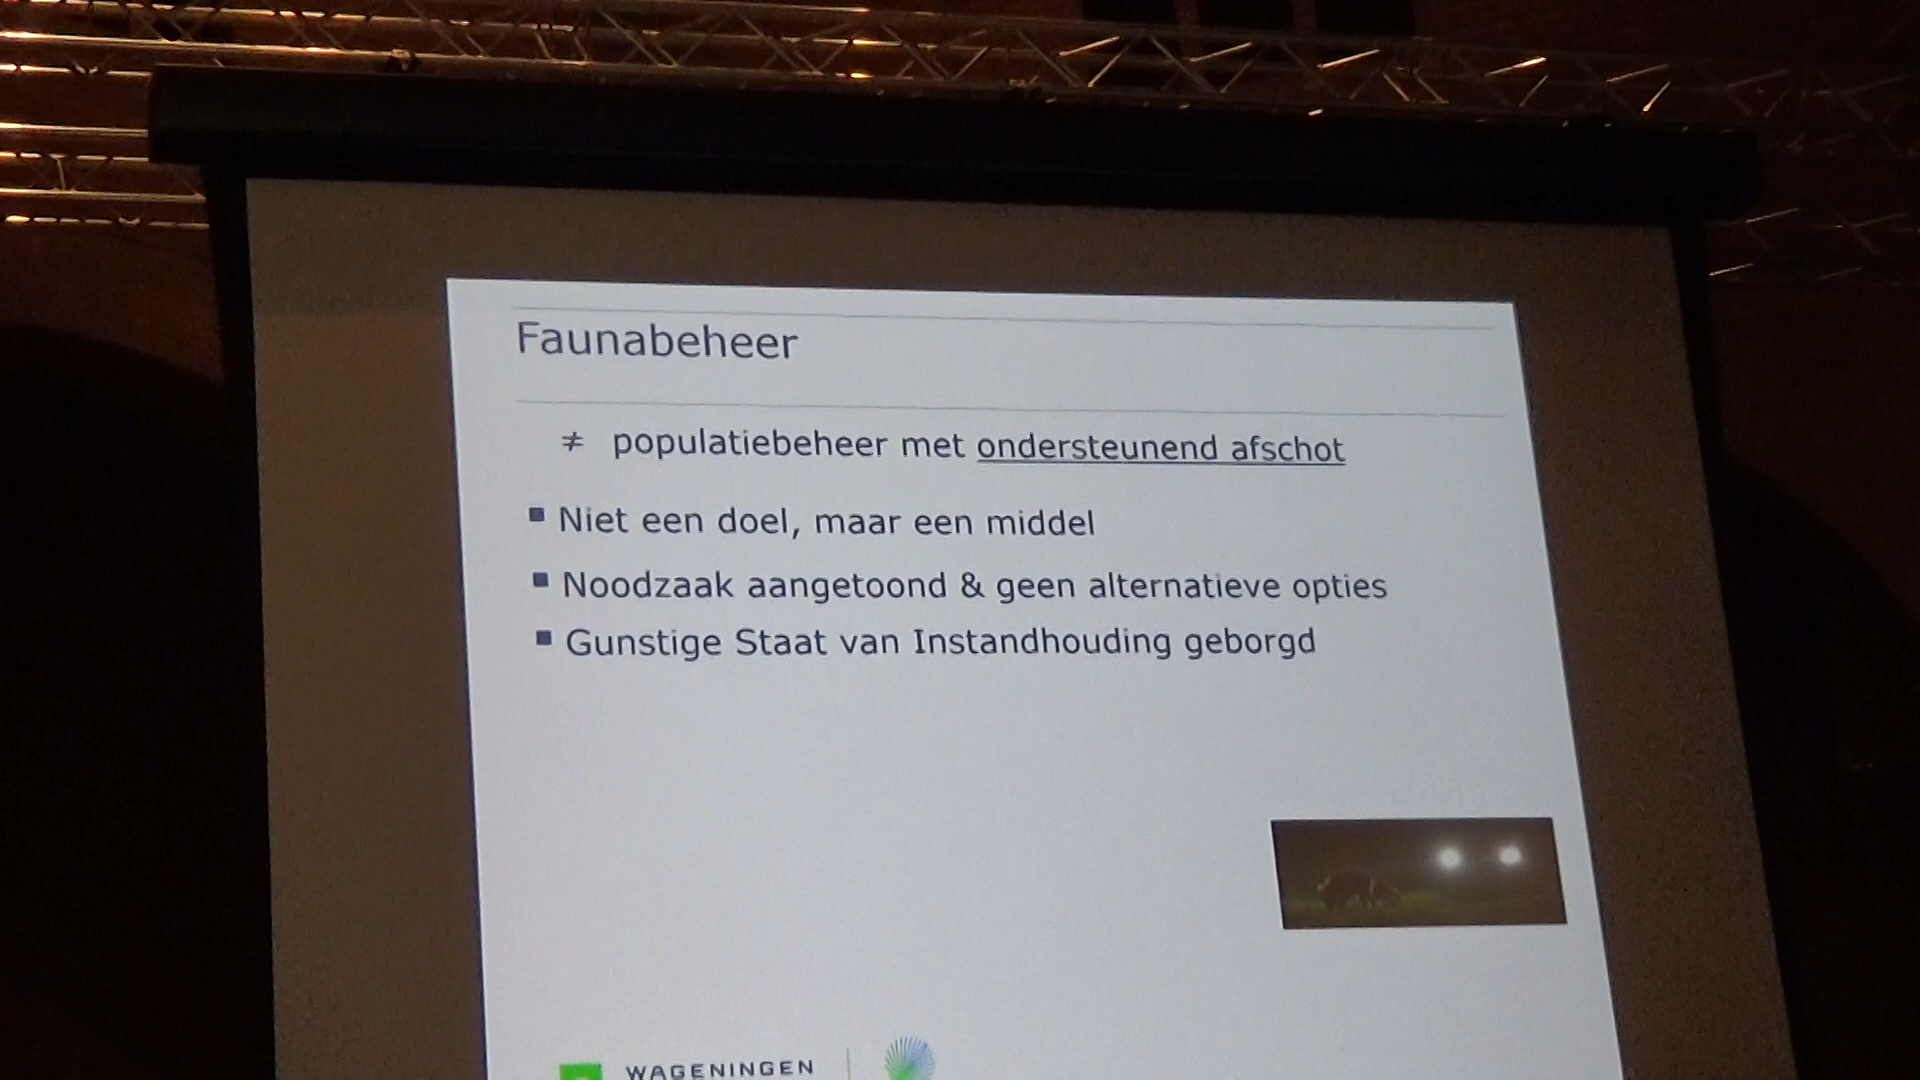 Faunabeheer
≠ populatiebeheer met ondersteunend afschot
▪ Niet een doel, maar een middel
▪ Noodzaak aangetoond & geen alternatieve opties
▪ Gunstige Staat van Instandhouding geborgd
WAGENINGEN